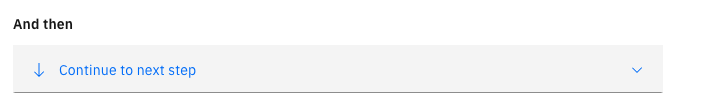 And then
Continue to next step